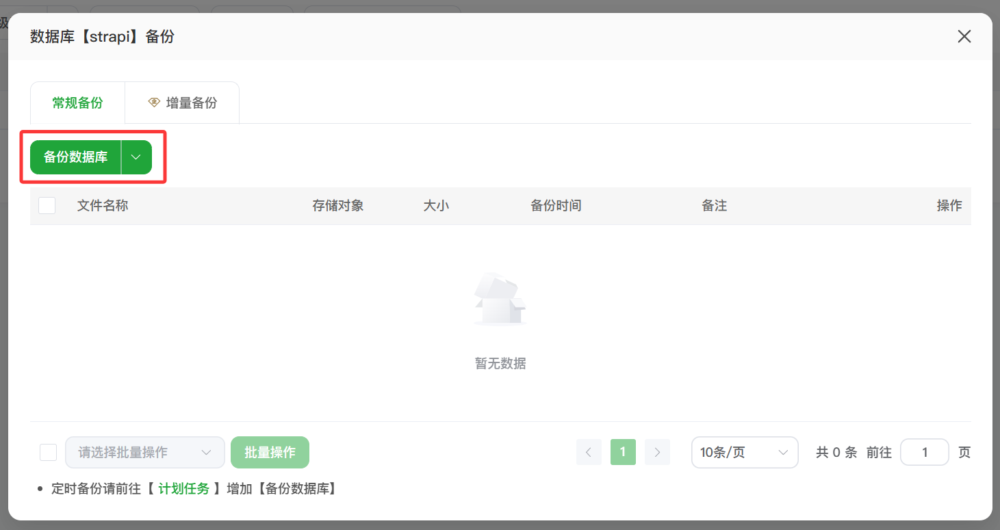 级
数据库【strapi】备份
常规备份 增量备份
备份数据库
文件名称 存储对象 大小 备份时间 备注 操作
暂无数据
请选择批量操作 批量操作 1 10条/页 共 0 条 前往 1 页
定时备份请前往【 计划任务 】增加【备份数据库】